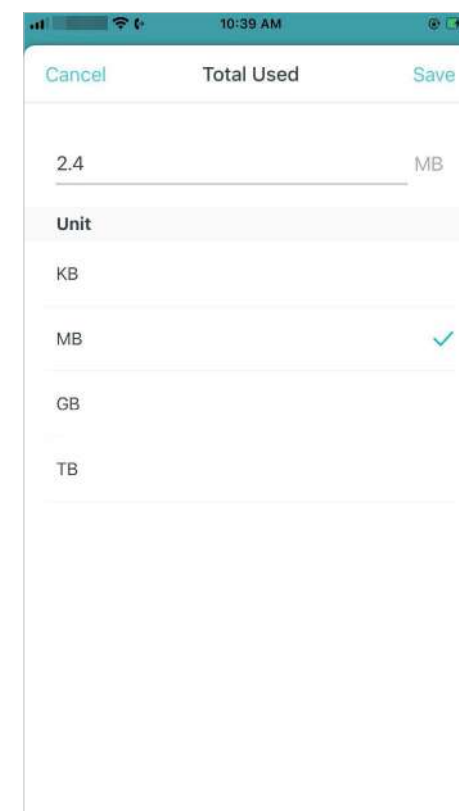 10:39 AM
Cancel Total Used Save
2.4 MB
Unit
KB
MB
GB
TB